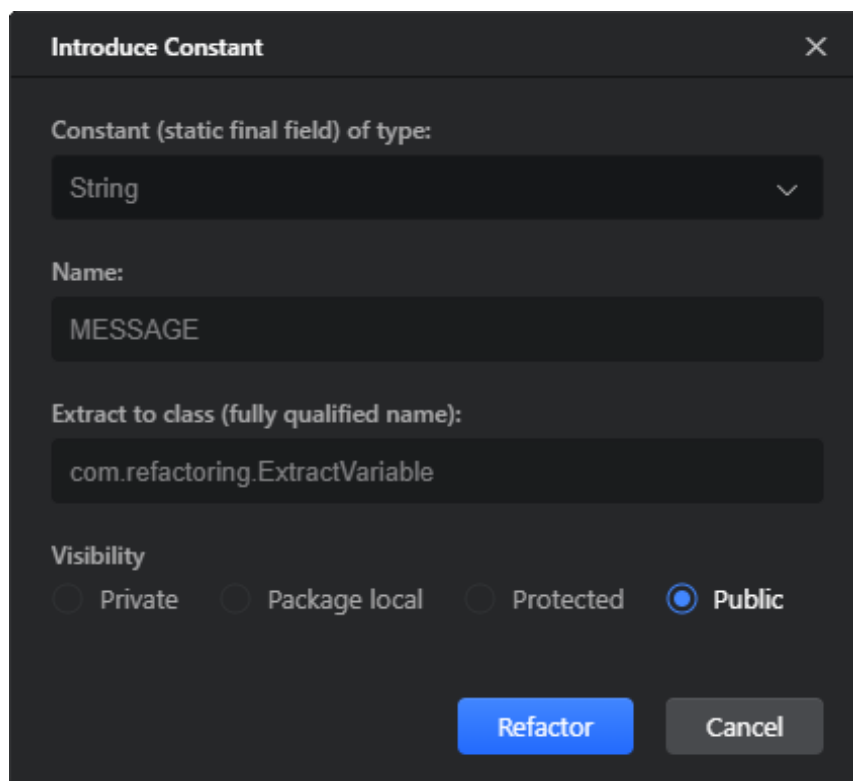 Introduce Constant
Constant (static final field) of type:
String
Name:
MESSAGE
Extract to class (fully qualified name):
com.refactoring.ExtractVariable
Visibility
Private Package local Protected Public
Refactor Cancel